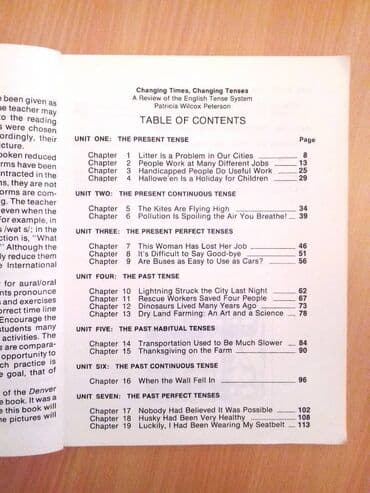 e been given as
e teacher may
to the reading
s were chosen
ordingly, their
cture.
oken reduced
orms have been
ntracted in the
ns, they are not
orms are com-
ng. The teacher
even when the
For example, in
s /wat s/; in the
ction is, "What
Although the
y reduce them
e International
for aural/oral
ents pronounce
and exercises
orrect time line
Encourage the
tudents many
activities. The
s are compara-
opportunity to
ch practice is
e goal, that of
of the Denver
e book. It was a
e this book will
e pictures will
Changing Times, Changing Tenses
A Review of the English Tense System
Patricia Wilcox Peterson
TABLE OF CONTENTS
UNIT ONE: THE PRESENT TENSE Page
Chapter 1 Litter Is a Problem in Our Cities 8
Chapter 2 People Work at Many Different Jobs 13
Chapter 3 Handicapped People Do Useful Work 25
Chapter 4 Hallowe'en Is a Holiday for Children 29
UNIT TWO: THE PRESENT CONTINUOUS TENSE
Chapter 5 The Kites Are Flying High 34
Chapter 6 Pollution Is Spoiling the Air You Breathe! 39
UNIT THREE: THE PRESENT PERFECT TENSES
Chapter 7 This Woman Has Lost Her Job 46
Chapter 8 It's Difficult to Say Good-bye 51
Chapter 9 Are Buses as Easy to Use as Cars? 56
UNIT FOUR: THE PAST TENSE
Chapter 10 Lightning Struck the City Last Night 62
Chapter 11 Rescue Workers Saved Four People 67
Chapter 12 Dinosaurs Lived Many Years Ago 73
Chapter 13 Dry Land Farming: An Art and a Science 78
UNIT FIVE: THE PAST HABITUAL TENSES
Chapter 14 Transportation Used to Be Much Slower 84
Chapter 15 Thanksgiving on the Farm 90
UNIT SIX: THE PAST CONTINUOUS TENSE
Chapter 16 When the Wall Fell In 96
UNIT SEVEN: THE PAST PERFECT TENSES
Chapter 17 Nobody Had Believed It Was Possible 102
Chapter 18 Husky Had Been Very Healthy 108
Chapter 19 Luckily, I Had Been Wearing My Seatbelt 113